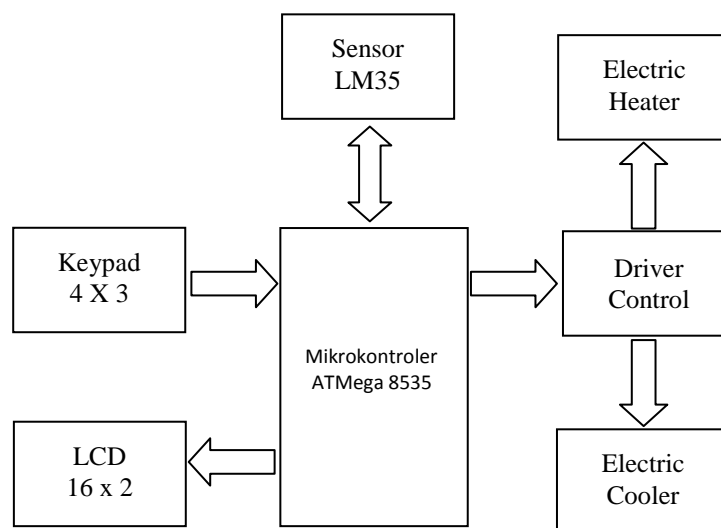 Sensor
LM35
Electric
Heater
Keypad
4 X 3
Driver
Control
Mikrokontroler
ATMega 8535
LCD
16 x 2
Electric
Cooler